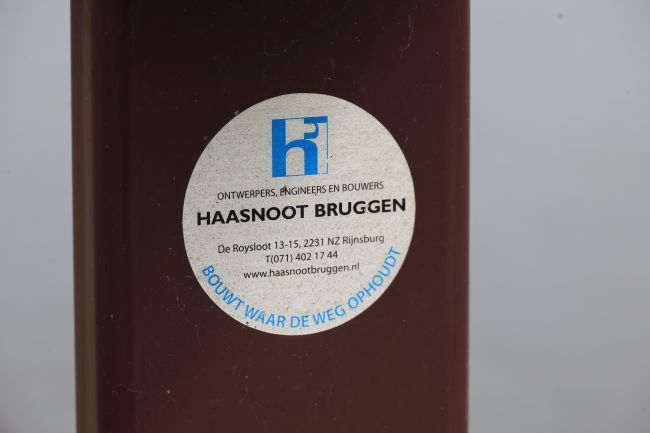 h
ONTWERPERS, ENGINEERS EN BOUWERS
HAASNOOT BRUGGEN
De Roysloot 13-15, 2231 NZ Rijnsburg
T(071) 402 17 44
www.haasnootbruggen.nl
BOUWT WAAR DE WEG OPHOUDT